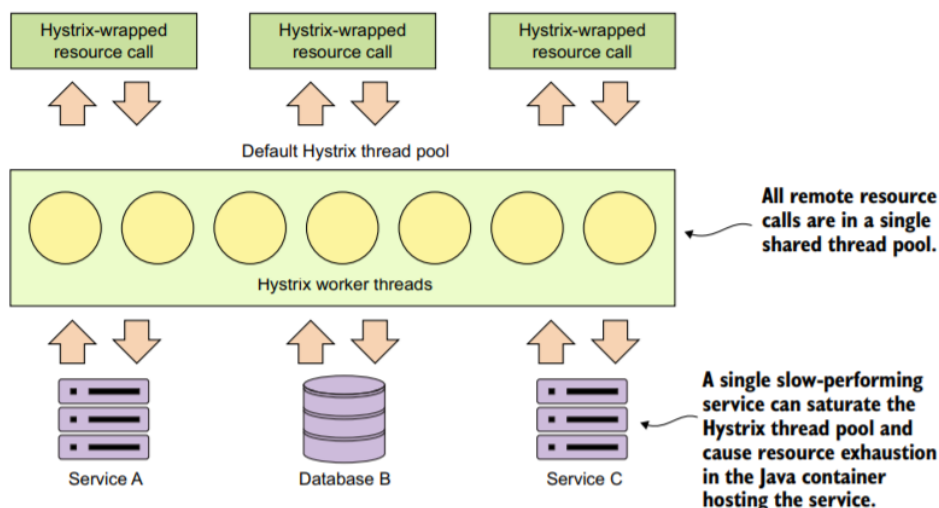 Hystrix-wrapped
resource call
Hystrix-wrapped
resource call
Hystrix-wrapped
resource call
Default Hystrix thread pool
All remote resource
calls are in a single
shared thread pool.
Hystrix worker threads
A single slow-performing
service can saturate the
Hystrix thread pool and
cause resource exhaustion
in the Java container
hosting the service.
Service A
Database B
Service C